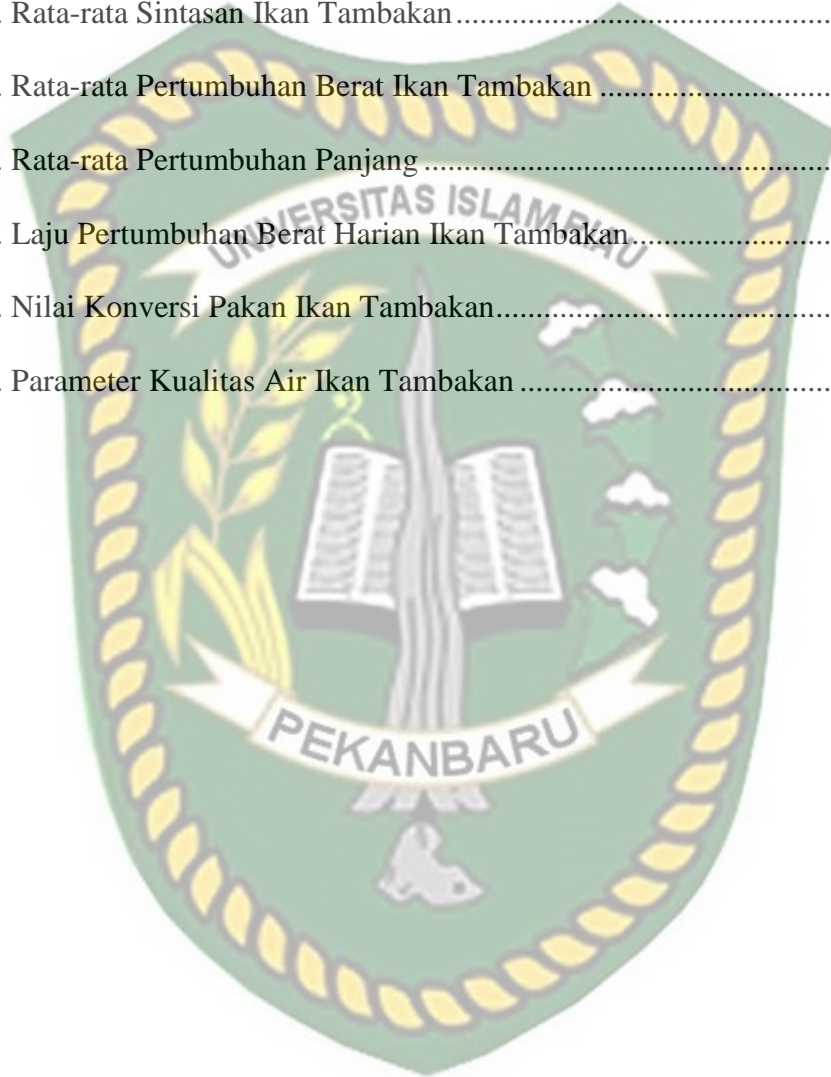 . Rata-rata Sintasan Ikan Tambakan................................................
. Rata-rata Pertumbuhan Berat Ikan Tambakan..............................
. Rata-rata Pertumbuhan Panjang....................................................
UNIVERSITAS ISLAM RIAU
. Laju Pertumbuhan Berat Harian Ikan Tambakan.........................
. Nilai Konversi Pakan Ikan Tambakan...........................................
. Parameter Kualitas Air Ikan Tambakan........................................
PEKANBARU